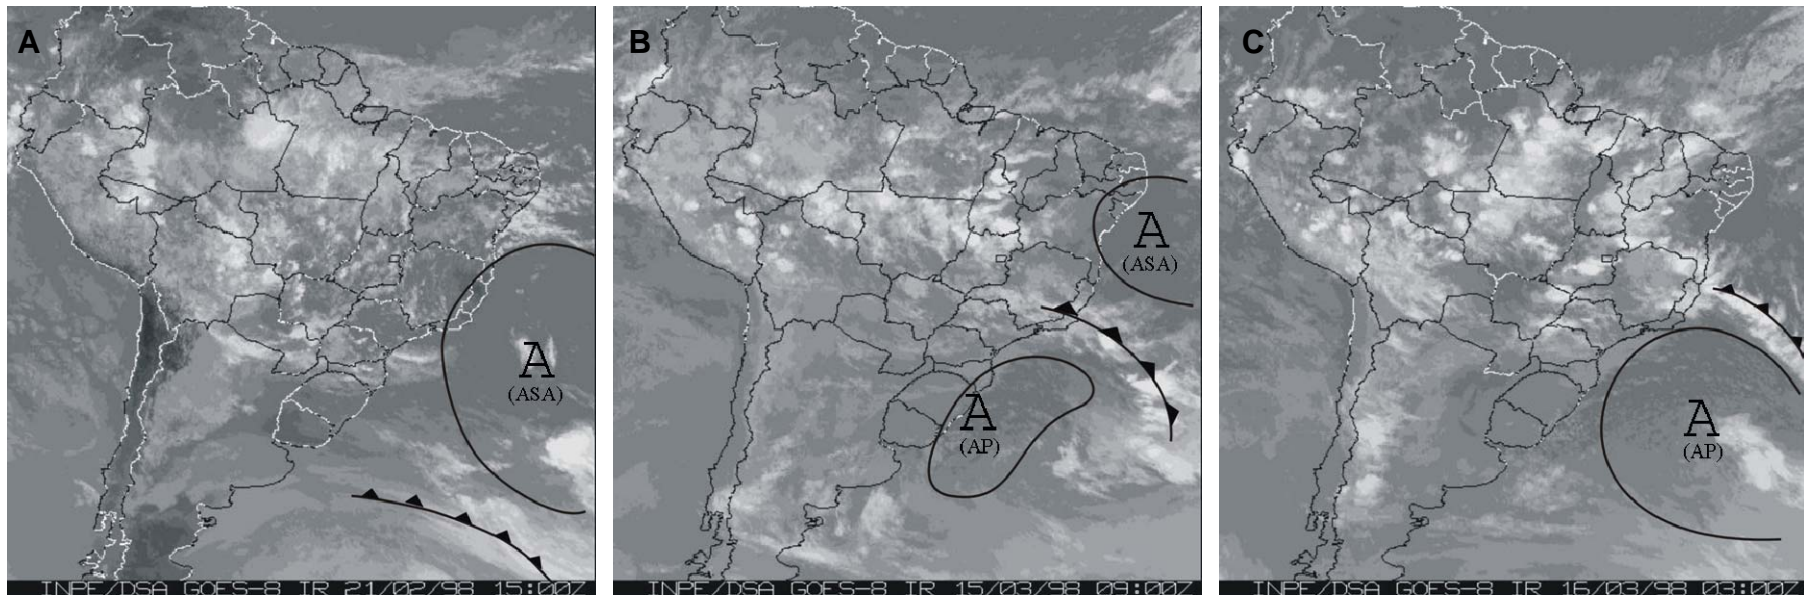 A
A
(ASA)
INPE/DSA GOES-8 IR 21/02/98 15:00Z
B
A
(ASA)
A
(AP)
INPE/DSA GOES-8 IR 15/03/98 09:00Z
C
A
(AP)
INPE/DSA GOES-8 IR 16/03/98 03:00Z